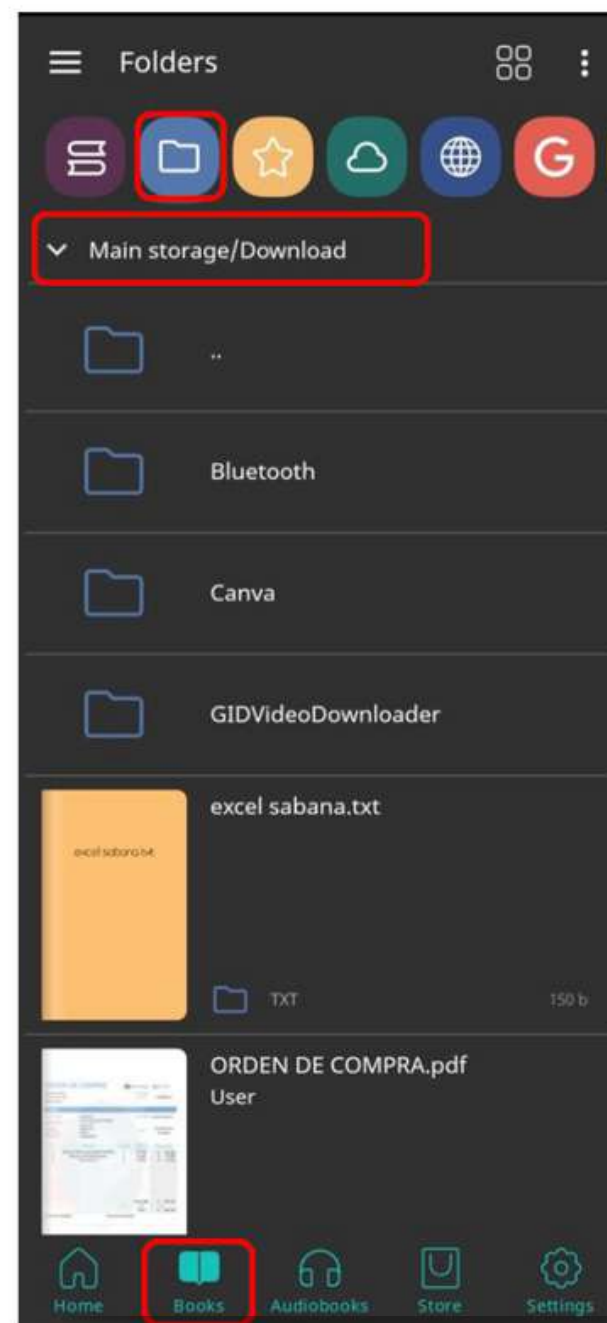 Folders
G
Main storage/Download
..
Bluetooth
Canva
GIDVideoDownloader
excel sabana.txt
excel sabana.txt
TXT 150 b
ORDEN DE COMPRA.pdf
User
Home Books Audiobooks Store Settings